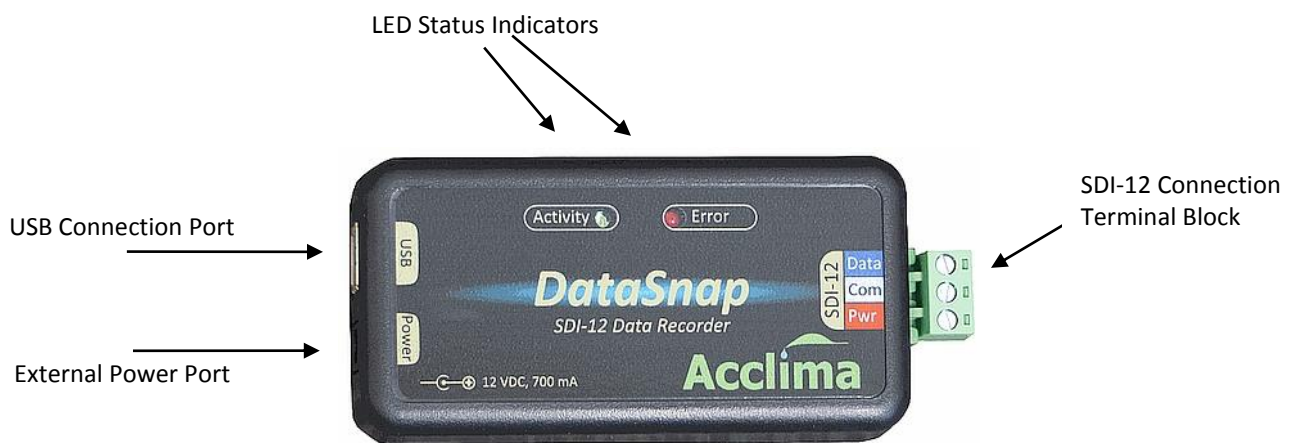 LED Status Indicators
SDI-12 Connection
Terminal Block
USB Connection Port
External Power Port
Activity
Error
USB
Power
DataSnap
SDI-12 Data Recorder
12 VDC, 700 mA
Acclima
SDI-12
Data
Com
Pwr